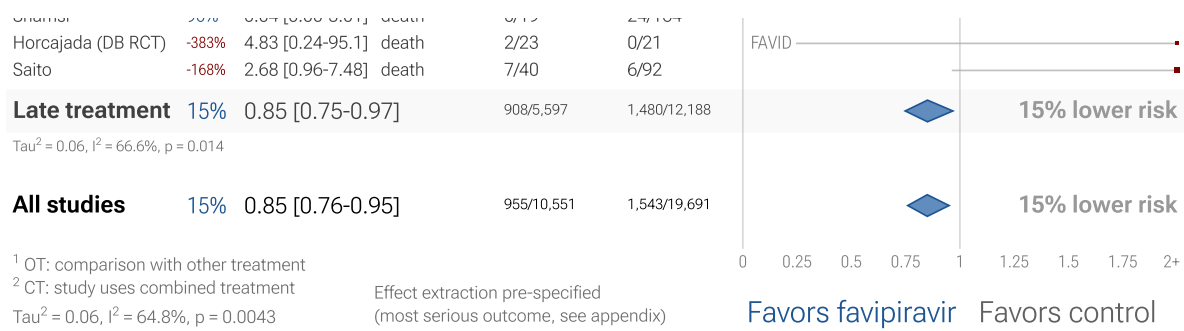 Horcajada (DB RCT) -383% 4.83 [0.24-95.1] death 2/23 0/21 FAVID
Saito -168% 2.68 [0.96-7.48] death 7/40 6/92
Late treatment 15% 0.85 [0.75-0.97] 908/5,597 1,480/12,188 15% lower risk
Tau² = 0.06, I² = 66.6%, p = 0.014
All studies 15% 0.85 [0.76-0.95] 955/10,551 1,543/19,691 15% lower risk
0 0.25 0.5 0.75 1 1.25 1.5 1.75 2+
¹ OT: comparison with other treatment
² CT: study uses combined treatment
Tau² = 0.06, I² = 64.8%, p = 0.0043
Effect extraction pre-specified
(most serious outcome, see appendix)
Favors favipiravir Favors control